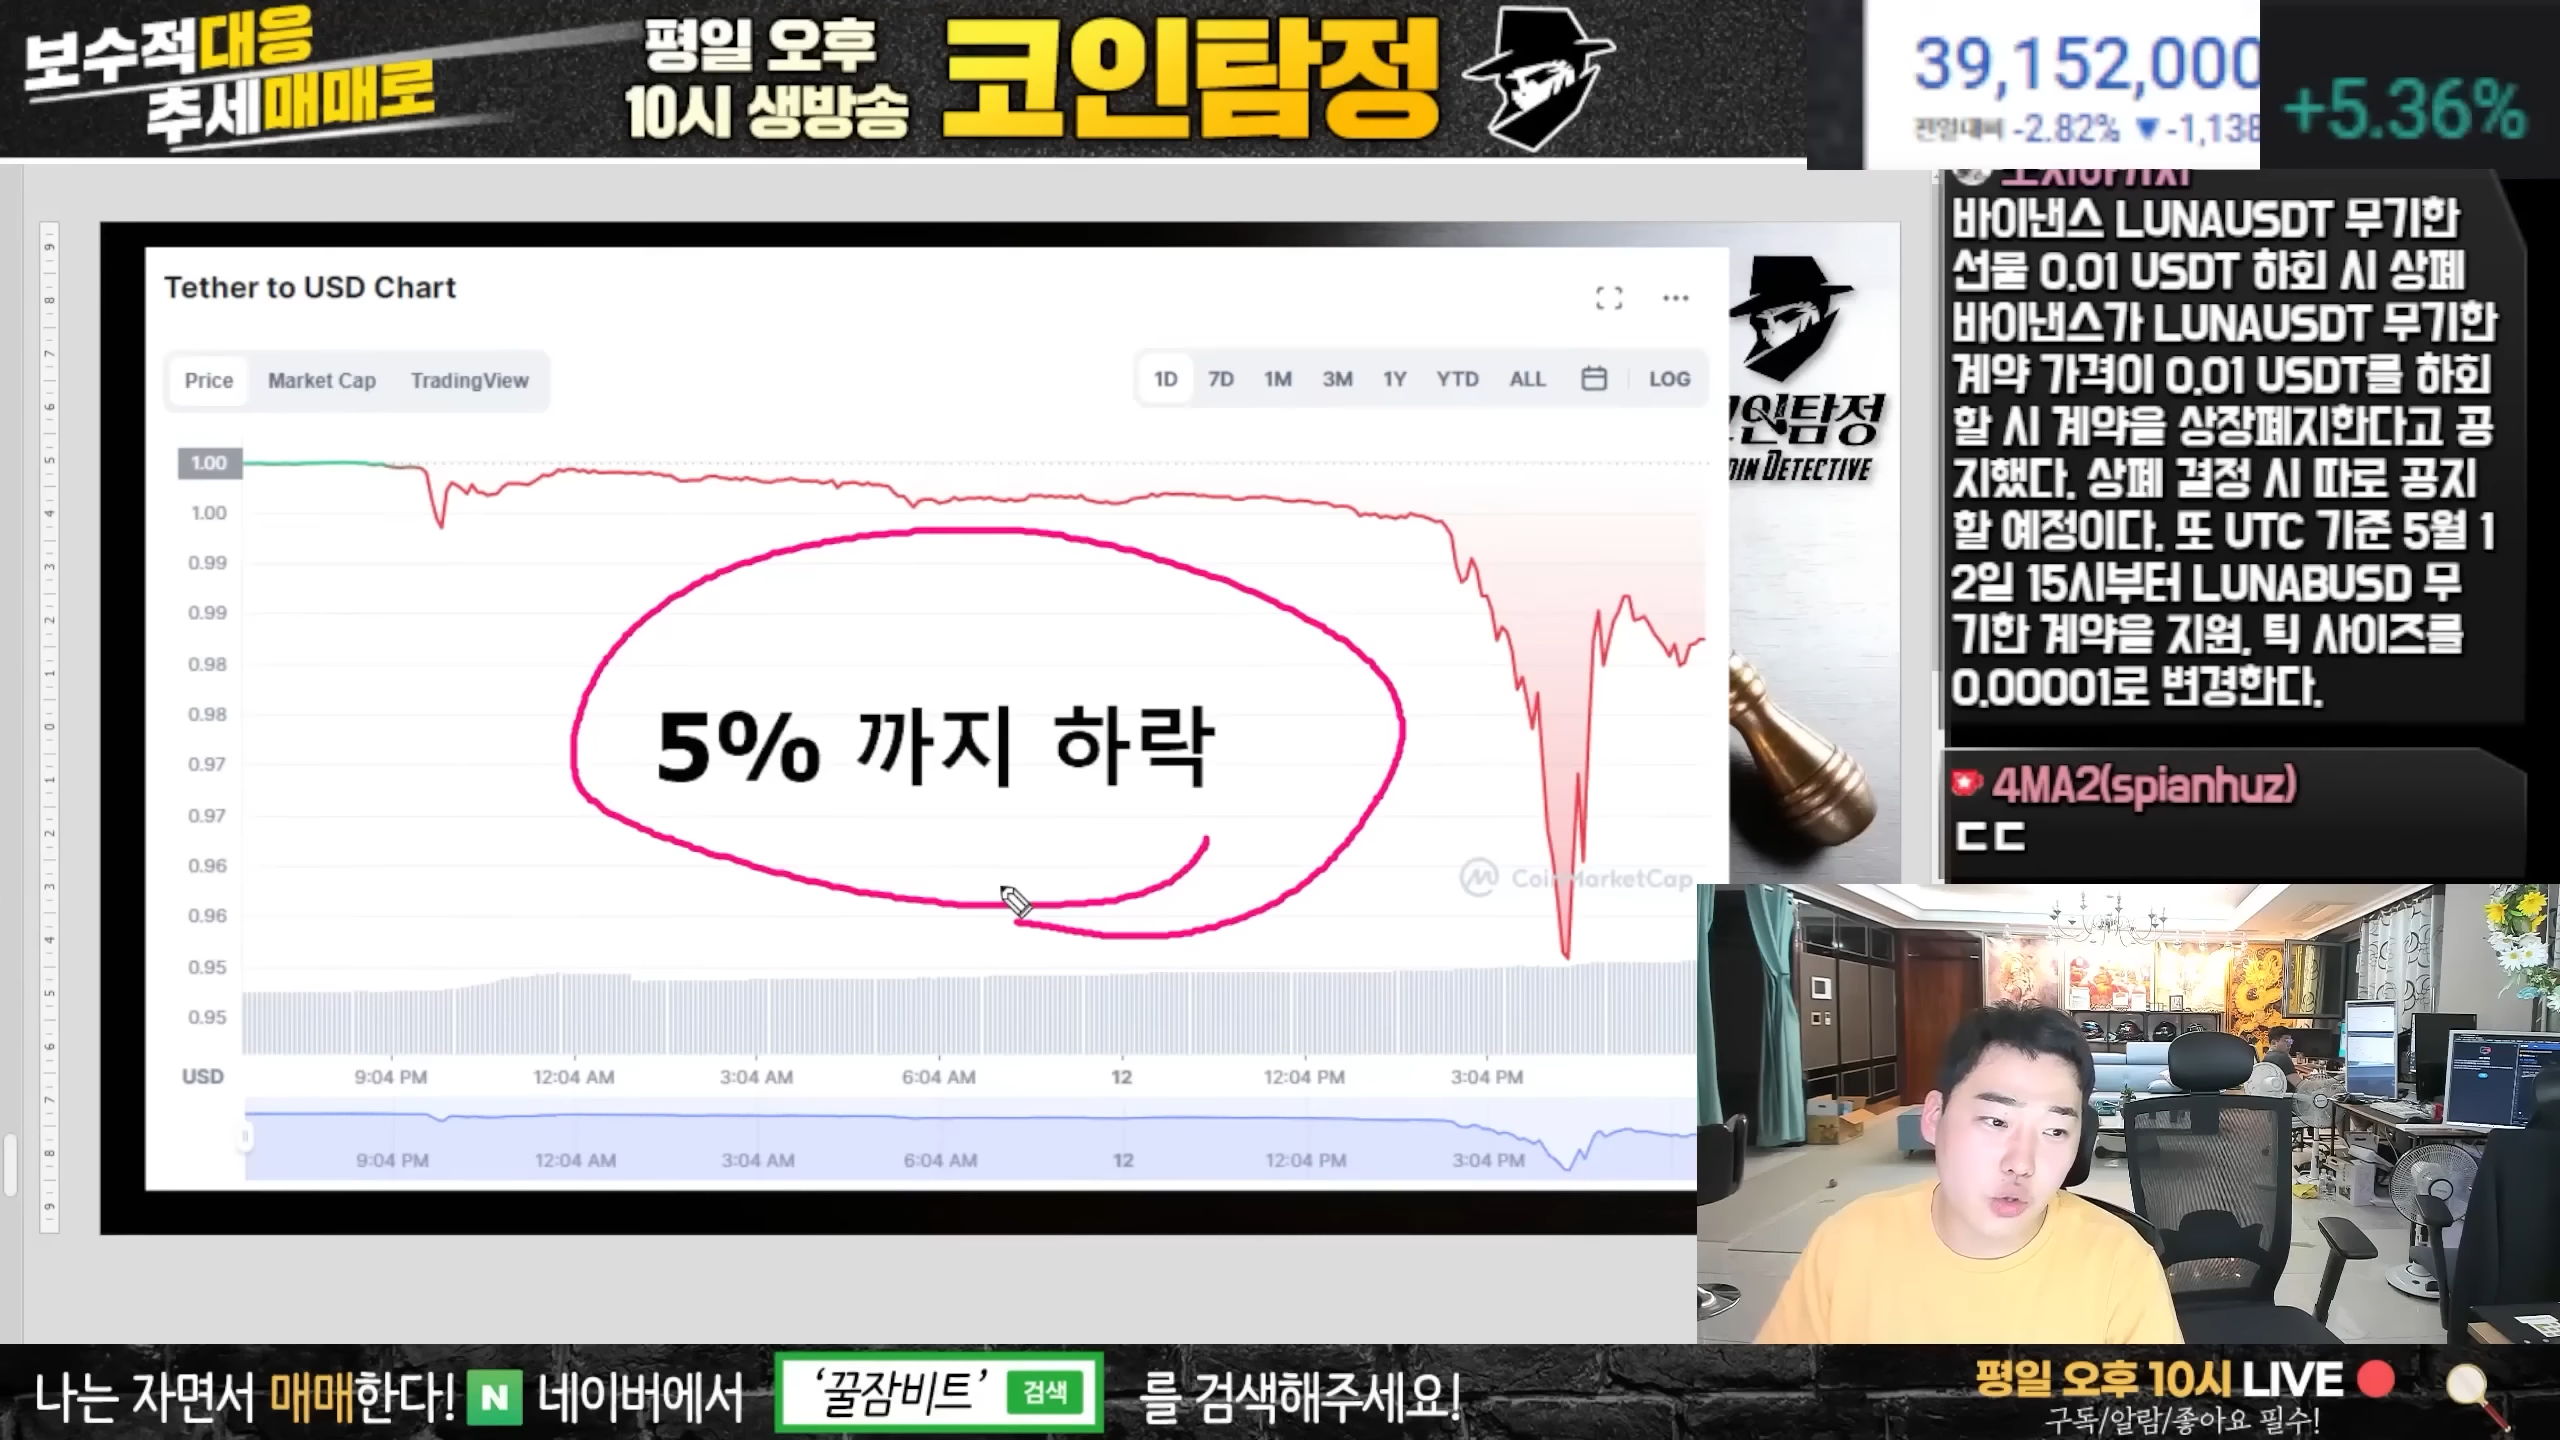 보수적대응
추세매매로
평일 오후
10시 생방송
코인탐정
39,152,000
전일대비 -2.82% ▼-1,138
+5.36%
Tether to USD Chart
Price Market Cap TradingView
1D 7D 1M 3M 1Y YTD ALL LOG
1.00
1.00
0.99
0.99
0.98
0.98
0.97
0.97
0.96
0.96
0.95
0.95
5% 까지 하락
CoinMarketCap
USD 9:04 PM 12:04 AM 3:04 AM 6:04 AM 12 12:04 PM 3:04 PM
9:04 PM 12:04 AM 3:04 AM 6:04 AM 12 12:04 PM 3:04 PM
코인탐정
COIN DETECTIVE
바이낸스 LUNAUSDT 무기한
선물 0.01 USDT 하회 시 상폐
바이낸스가 LUNAUSDT 무기한
계약 가격이 0.01 USDT를 하회
할 시 계약을 상장폐지한다고 공
지했다. 상폐 결정 시 따로 공지
할 예정이다. 또 UTC 기준 5월 1
2일 15시부터 LUNABUSD 무
기한 계약을 지원, 틱 사이즈를
0.00001로 변경한다.
4MA2(spianhuz)
ㄷㄷ
나는 자면서 매매한다! N 네이버에서 '꿀잠비트' 검색 를 검색해주세요!
평일 오후 10시 LIVE
구독/알람/좋아요 필수!